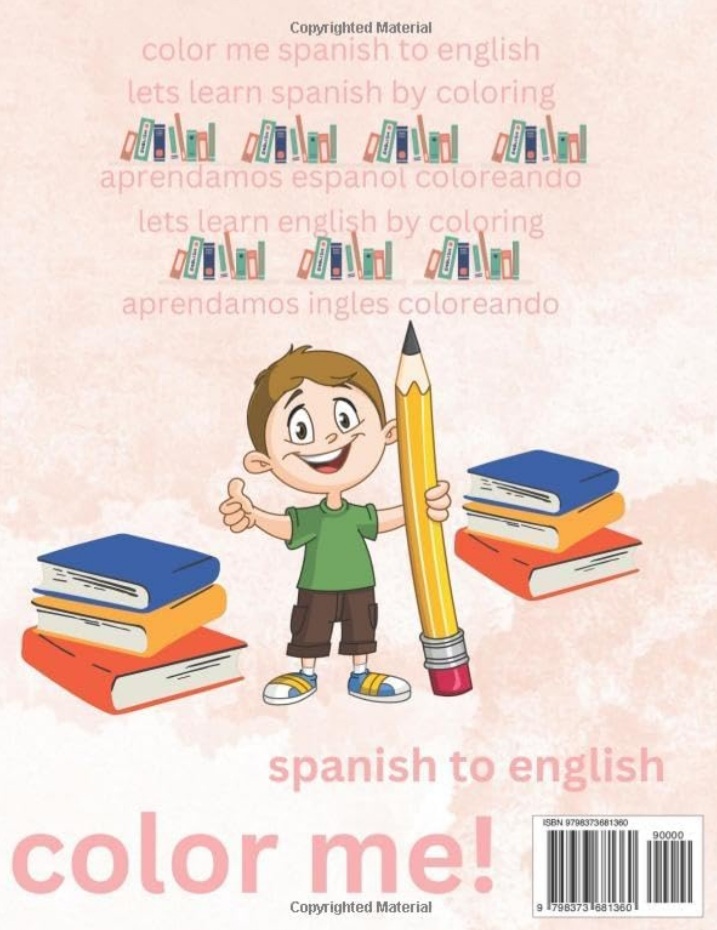 Copyrighted Material
color me spanish to english
lets learn spanish by coloring
aprendamos espanol coloreando
lets learn english by coloring
aprendamos ingles coloreando
spanish to english
color me!
ISBN 9798373681360
90000
9 798373 681360
Copyrighted Material